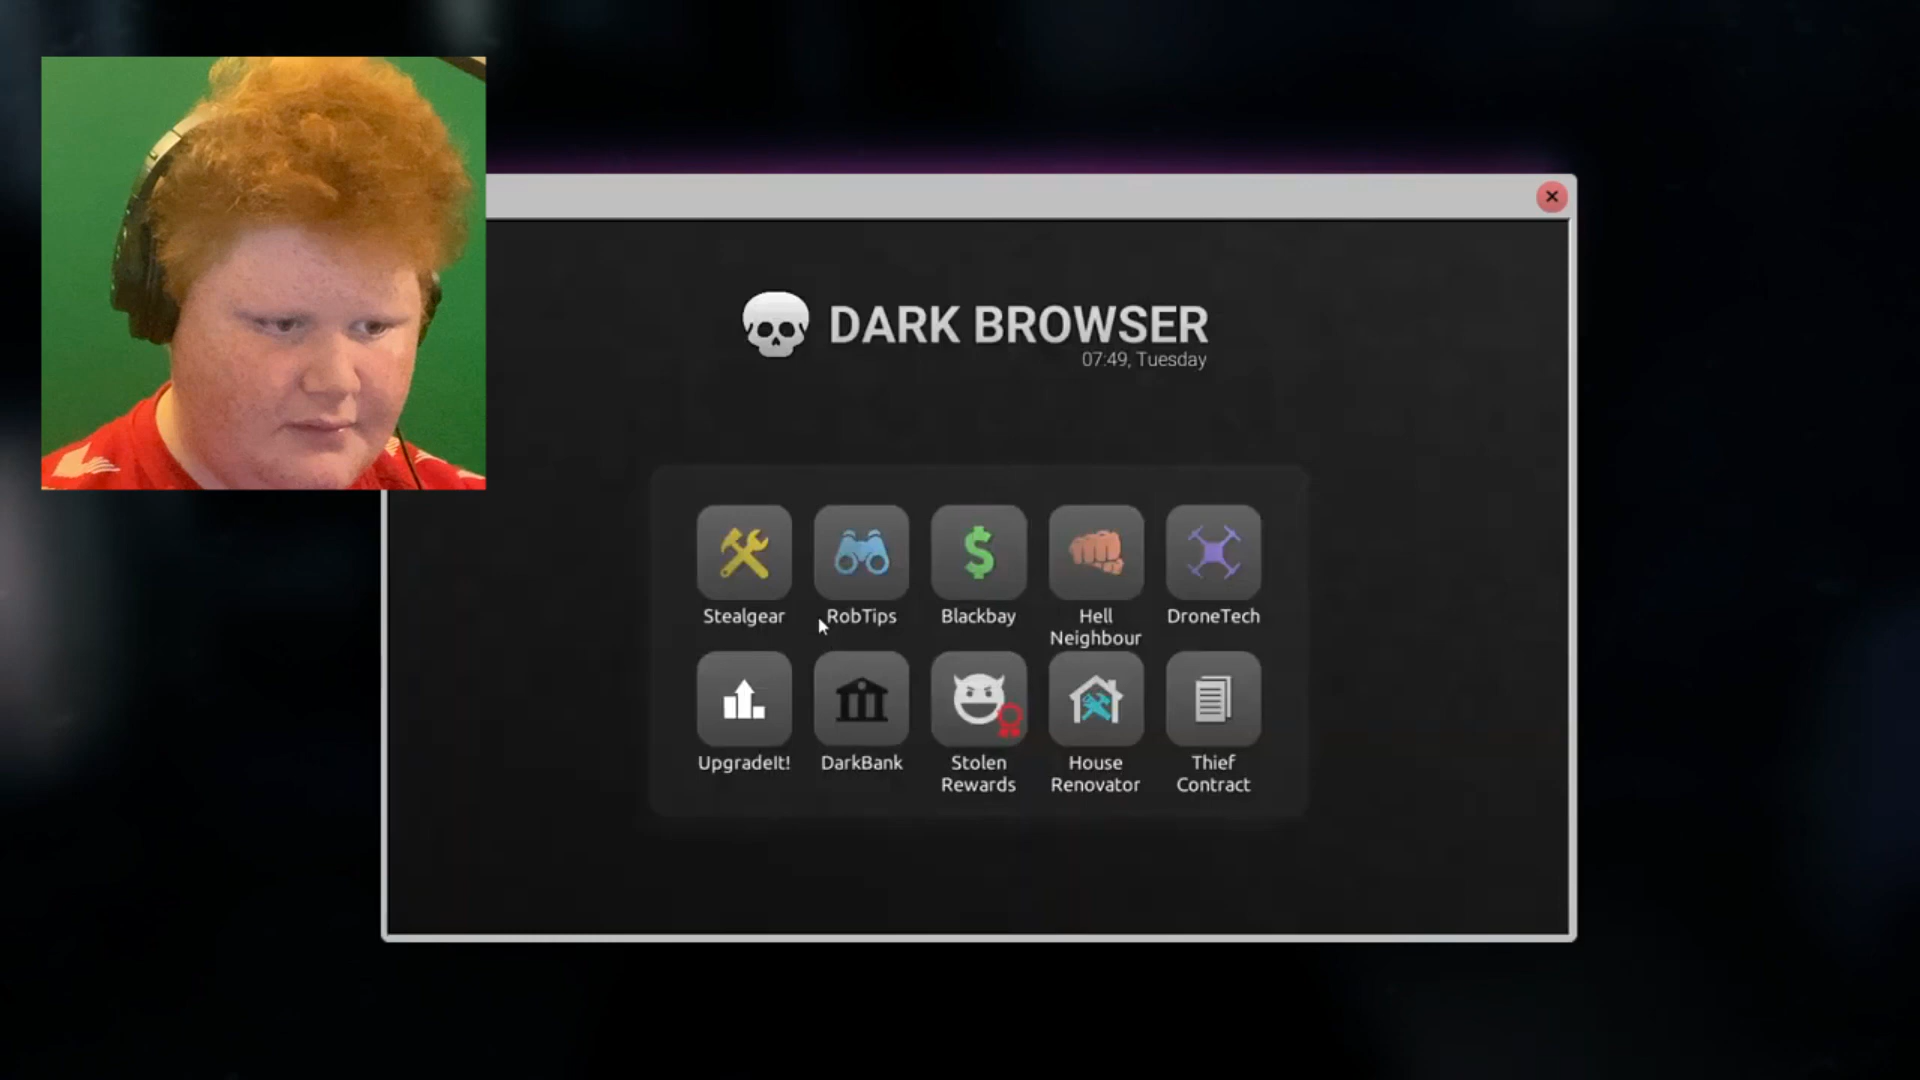 DARK BROWSER
07:49, Tuesday
Stealgear
RobTips
Blackbay
Hell
Neighbour
DroneTech
UpgradeIt!
DarkBank
Stolen
Rewards
House
Renovator
Thief
Contract